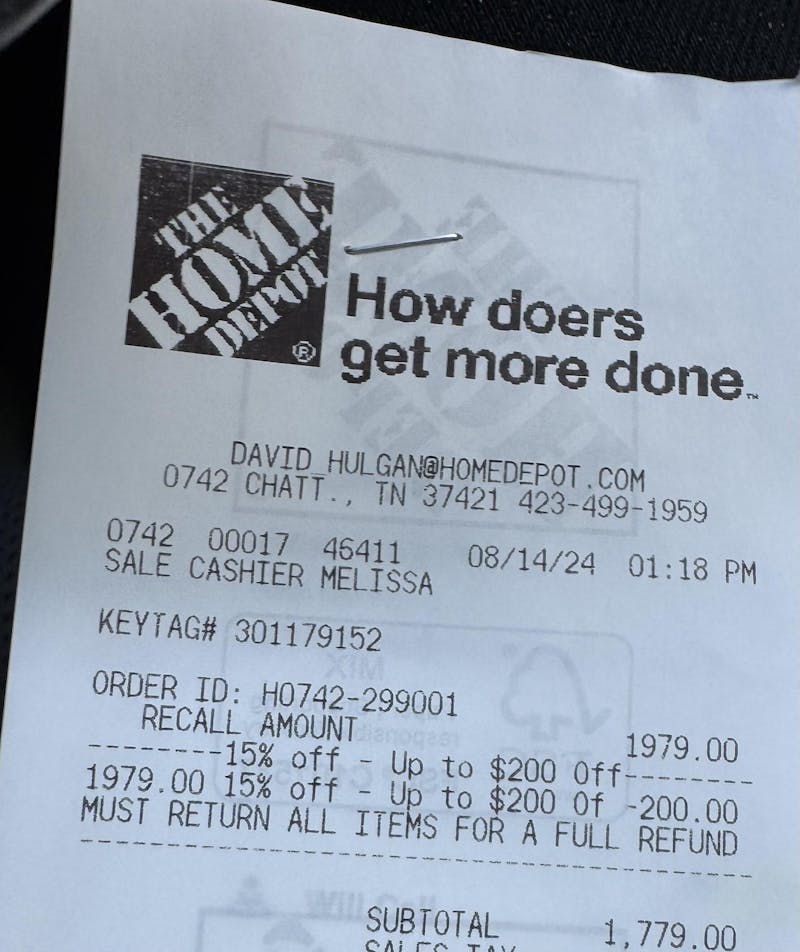 THE
HOME
DEPOT
®
How doers
get more done.™
DAVID_HULGAN@HOMEDEPOT.COM
0742 CHATT., TN 37421 423-499-1959
0742 00017 46411 08/14/24 01:18 PM
SALE CASHIER MELISSA
KEYTAG# 301179152
ORDER ID: H0742-299001
RECALL AMOUNT 1979.00
--------15% off - Up to $200 Off--------
1979.00 15% off - Up to $200 Of -200.00
MUST RETURN ALL ITEMS FOR A FULL REFUND
----------------------------------------
SUBTOTAL 1,779.00
SALES TAX